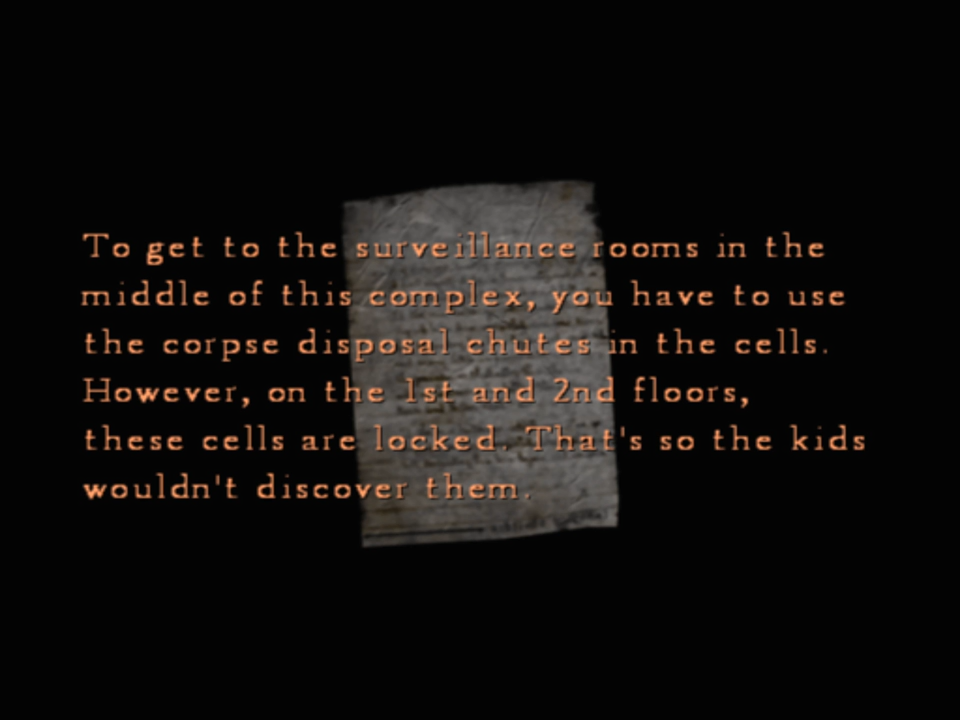 To get to the surveillance rooms in the
middle of this complex, you have to use
the corpse disposal chutes in the cells.
However, on the 1st and 2nd floors,
these cells are locked. That's so the kids
wouldn't discover them.